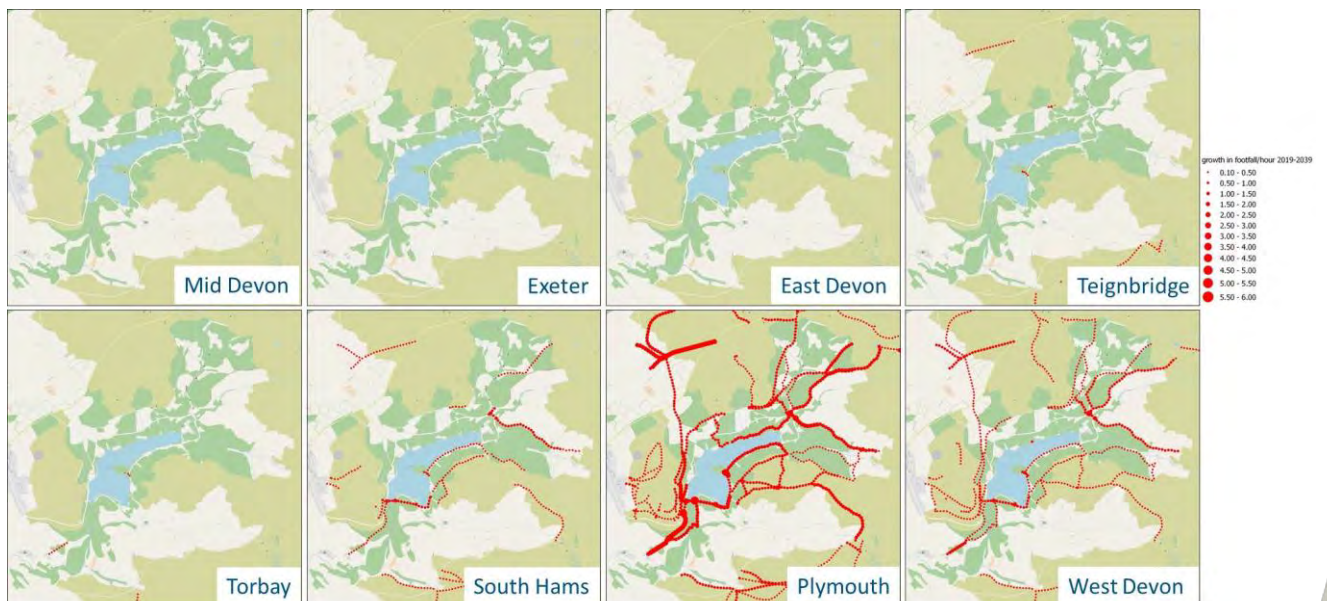 Mid Devon
Exeter
East Devon
Teignbridge
growth in footfall/hour 2019-2039
0.10 - 0.50
0.50 - 1.00
1.00 - 1.50
1.50 - 2.00
2.00 - 2.50
2.50 - 3.00
3.00 - 3.50
3.50 - 4.00
4.00 - 4.50
4.50 - 5.00
5.00 - 5.50
5.50 - 6.00
Torbay
South Hams
Plymouth
West Devon